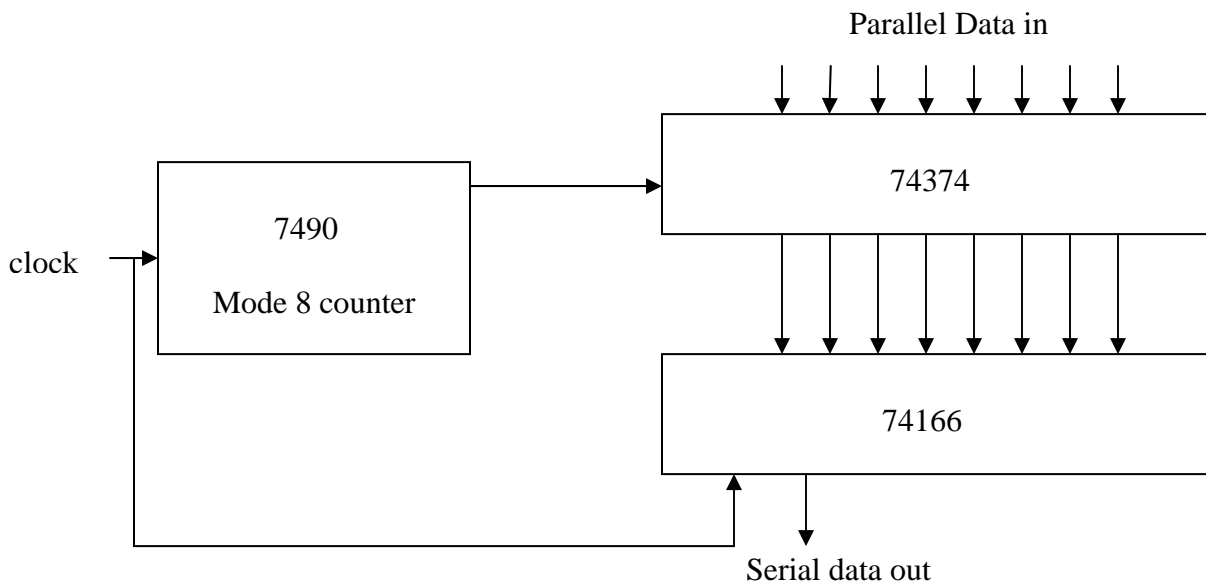 Parallel Data in
74374
7490
clock
Mode 8 counter
74166
Serial data out